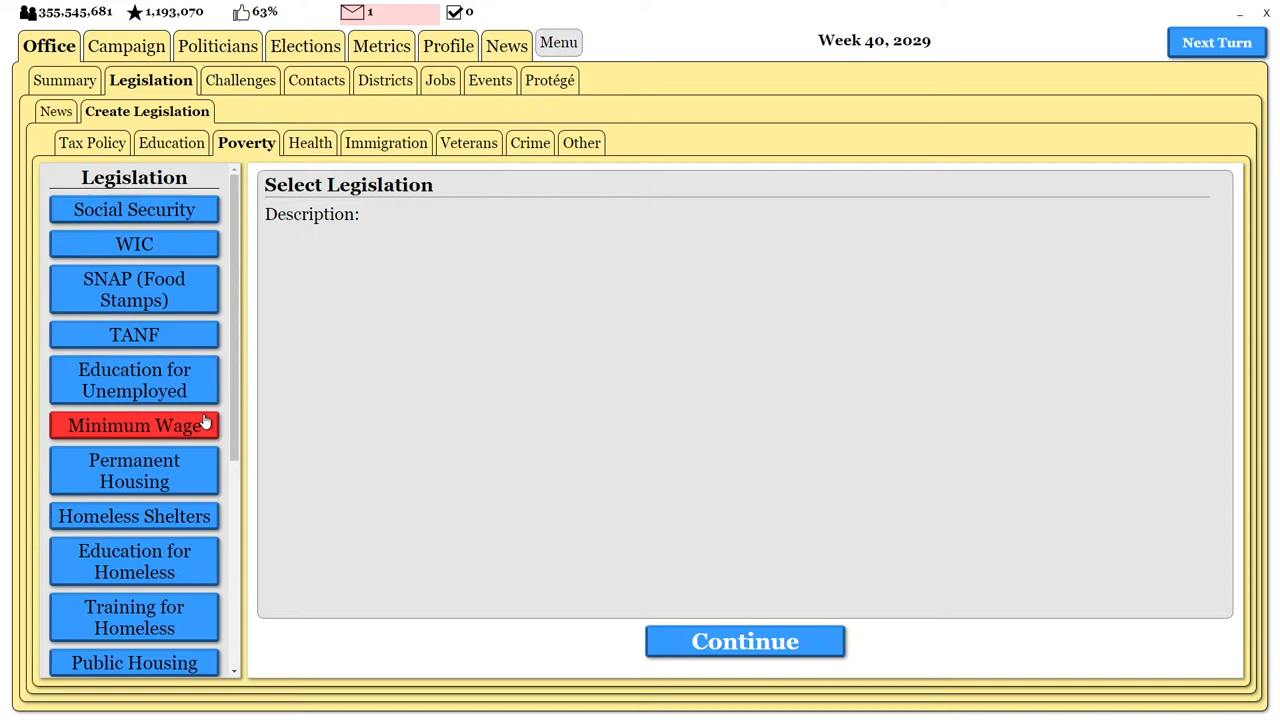 355,545,681 1,193,070 63% 1 0 _ X
Office Campaign Politicians Elections Metrics Profile News Menu Week 40, 2029 Next Turn
Summary Legislation Challenges Contacts Districts Jobs Events Protégé
News Create Legislation
Tax Policy Education Poverty Health Immigration Veterans Crime Other
Legislation
Social Security
WIC
SNAP (Food
Stamps)
TANF
Education for
Unemployed
Minimum Wage
Permanent
Housing
Homeless Shelters
Education for
Homeless
Training for
Homeless
Public Housing
Select Legislation
Description:
Continue